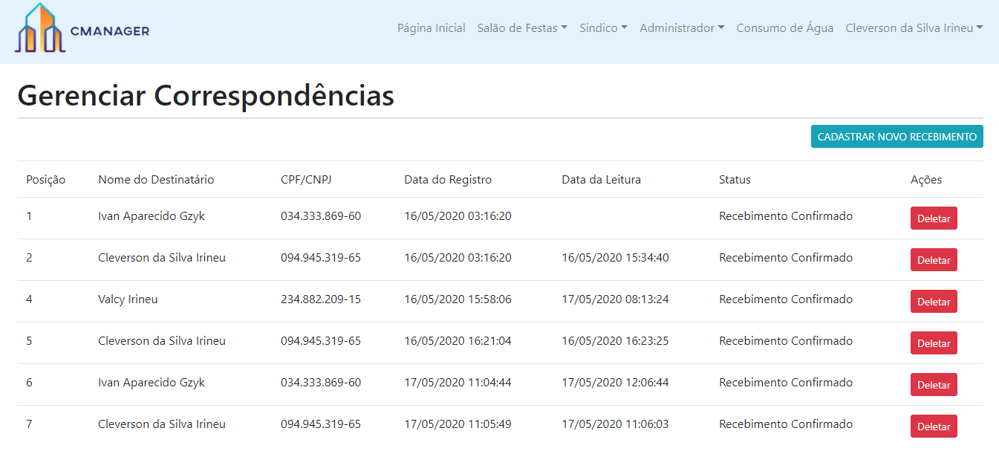 CMANAGER
Página Inicial Salão de Festas Sindico Administrador Consumo de Água Cleverson da Silva Irineu
Gerenciar Correspondências
CADASTRAR NOVO RECEBIMENTO
Posição Nome do Destinatário CPF/CNPJ Data do Registro Data da Leitura Status Ações
1 Ivan Aparecido Gzyk 034.333.869-60 16/05/2020 03:16:20 Recebimento Confirmado Deletar
2 Cleverson da Silva Irineu 094.945.319-65 16/05/2020 03:16:20 16/05/2020 15:34:40 Recebimento Confirmado Deletar
4 Valcy Irineu 234.882.209-15 16/05/2020 15:58:06 17/05/2020 08:13:24 Recebimento Confirmado Deletar
5 Cleverson da Silva Irineu 094.945.319-65 16/05/2020 16:21:04 16/05/2020 16:23:25 Recebimento Confirmado Deletar
6 Ivan Aparecido Gzyk 034.333.869-60 17/05/2020 11:04:44 17/05/2020 12:06:44 Recebimento Confirmado Deletar
7 Cleverson da Silva Irineu 094.945.319-65 17/05/2020 11:05:49 17/05/2020 11:06:03 Recebimento Confirmado Deletar